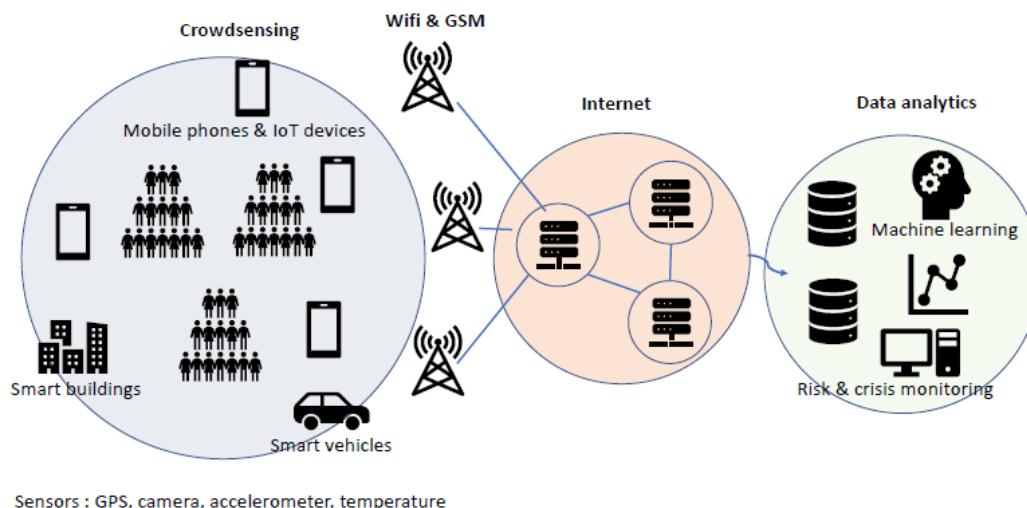 Crowdsensing
Wifi & GSM
Internet
Data analytics
Mobile phones & IoT devices
Machine learning
Smart buildings
Risk & crisis monitoring
Smart vehicles
Sensors : GPS, camera, accelerometer, temperature